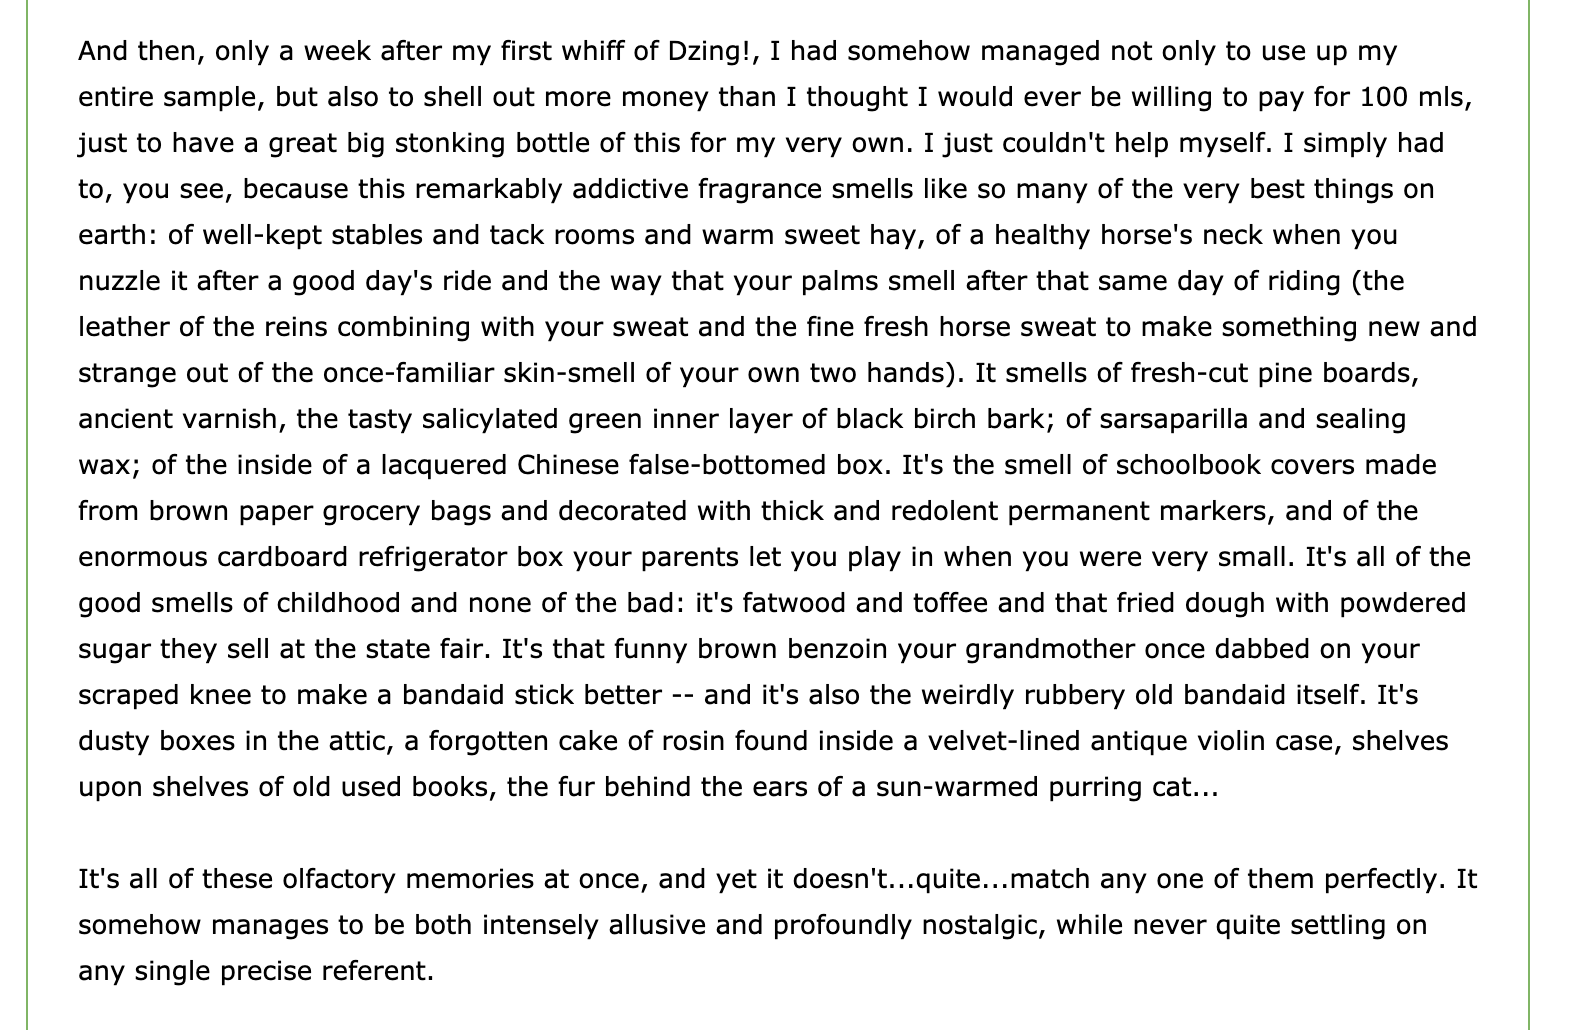 And then, only a week after my first whiff of Dzing!, I had somehow managed not only to use up my
entire sample, but also to shell out more money than I thought I would ever be willing to pay for 100 mls,
just to have a great big stonking bottle of this for my very own. I just couldn't help myself. I simply had
to, you see, because this remarkably addictive fragrance smells like so many of the very best things on
earth: of well-kept stables and tack rooms and warm sweet hay, of a healthy horse's neck when you
nuzzle it after a good day's ride and the way that your palms smell after that same day of riding (the
leather of the reins combining with your sweat and the fine fresh horse sweat to make something new and
strange out of the once-familiar skin-smell of your own two hands). It smells of fresh-cut pine boards,
ancient varnish, the tasty salicylated green inner layer of black birch bark; of sarsaparilla and sealing
wax; of the inside of a lacquered Chinese false-bottomed box. It's the smell of schoolbook covers made
from brown paper grocery bags and decorated with thick and redolent permanent markers, and of the
enormous cardboard refrigerator box your parents let you play in when you were very small. It's all of the
good smells of childhood and none of the bad: it's fatwood and toffee and that fried dough with powdered
sugar they sell at the state fair. It's that funny brown benzoin your grandmother once dabbed on your
scraped knee to make a bandaid stick better -- and it's also the weirdly rubbery old bandaid itself. It's
dusty boxes in the attic, a forgotten cake of rosin found inside a velvet-lined antique violin case, shelves
upon shelves of old used books, the fur behind the ears of a sun-warmed purring cat...
It's all of these olfactory memories at once, and yet it doesn't...quite...match any one of them perfectly. It
somehow manages to be both intensely allusive and profoundly nostalgic, while never quite settling on
any single precise referent.